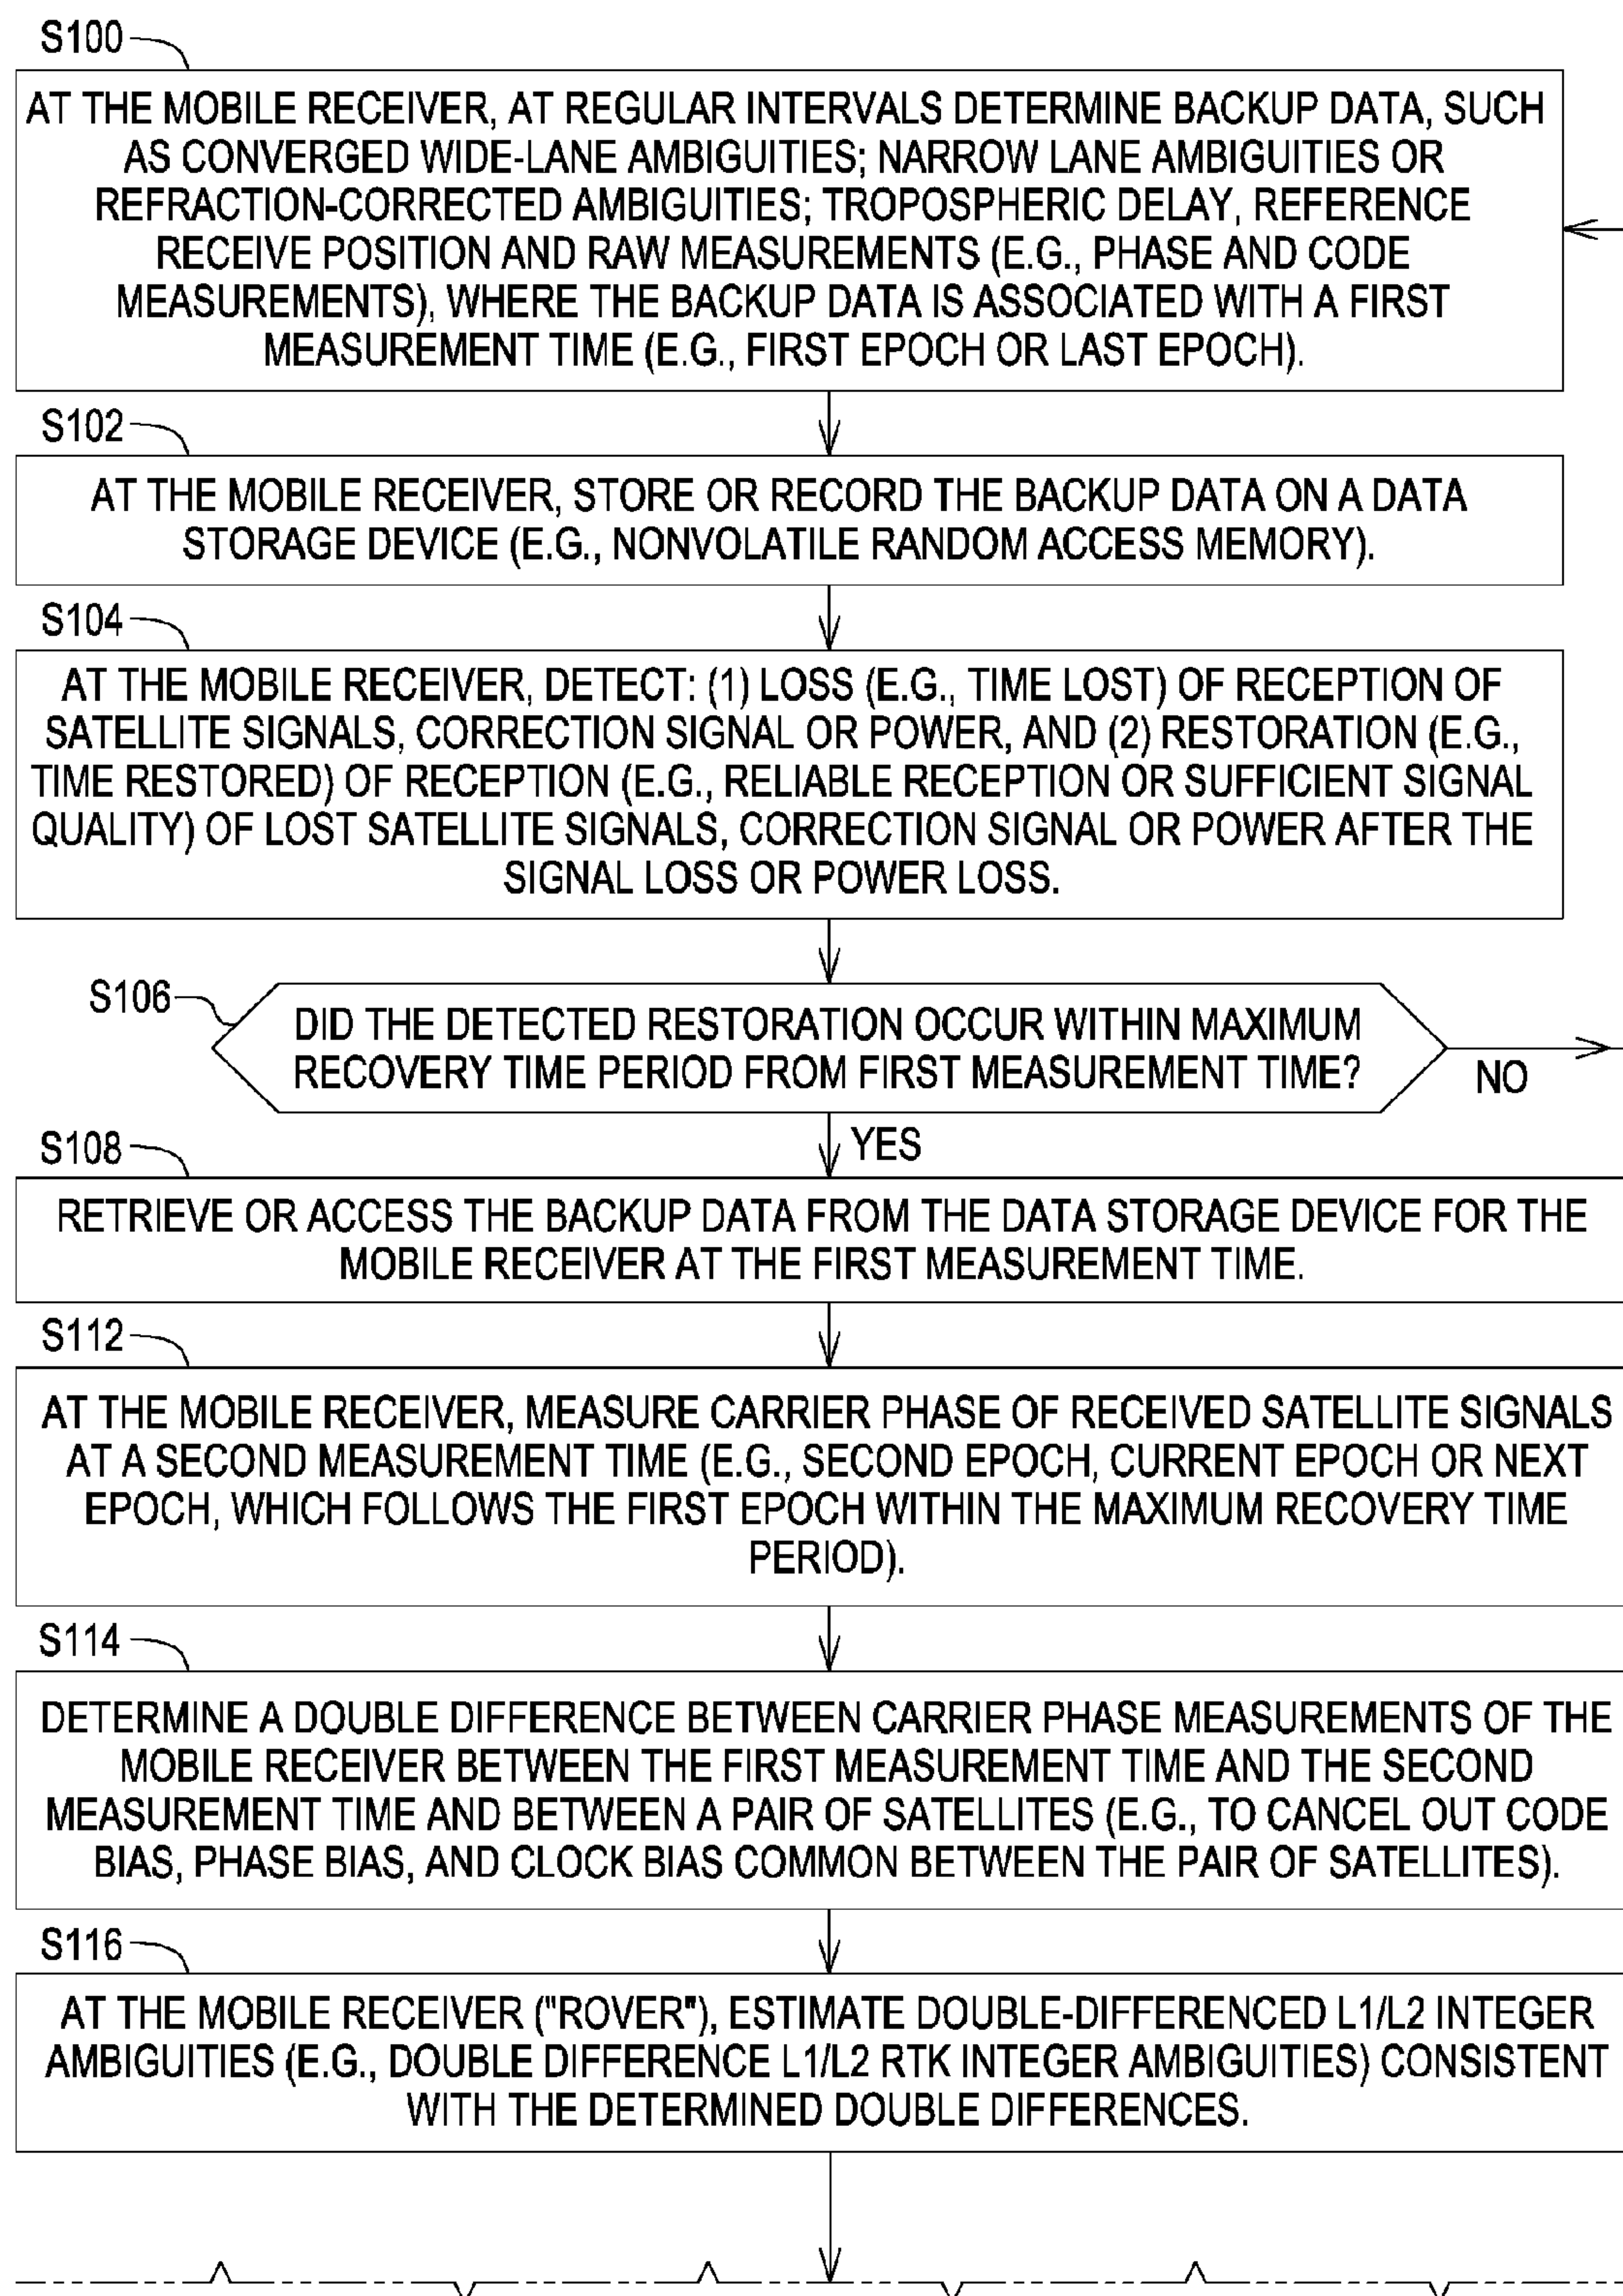 S100
AT THE MOBILE RECEIVER, AT REGULAR INTERVALS DETERMINE BACKUP DATA, SUCH
AS CONVERGED WIDE-LANE AMBIGUITIES; NARROW LANE AMBIGUITIES OR
REFRACTION-CORRECTED AMBIGUITIES; TROPOSPHERIC DELAY, REFERENCE
RECEIVE POSITION AND RAW MEASUREMENTS (E.G., PHASE AND CODE
MEASUREMENTS), WHERE THE BACKUP DATA IS ASSOCIATED WITH A FIRST
MEASUREMENT TIME (E.G., FIRST EPOCH OR LAST EPOCH).
S102
AT THE MOBILE RECEIVER, STORE OR RECORD THE BACKUP DATA ON A DATA
STORAGE DEVICE (E.G., NONVOLATILE RANDOM ACCESS MEMORY).
S104
AT THE MOBILE RECEIVER, DETECT: (1) LOSS (E.G., TIME LOST) OF RECEPTION OF
SATELLITE SIGNALS, CORRECTION SIGNAL OR POWER, AND (2) RESTORATION (E.G.,
TIME RESTORED) OF RECEPTION (E.G., RELIABLE RECEPTION OR SUFFICIENT SIGNAL
QUALITY) OF LOST SATELLITE SIGNALS, CORRECTION SIGNAL OR POWER AFTER THE
SIGNAL LOSS OR POWER LOSS.
S106
DID THE DETECTED RESTORATION OCCUR WITHIN MAXIMUM
RECOVERY TIME PERIOD FROM FIRST MEASUREMENT TIME?
NO
YES
S108
RETRIEVE OR ACCESS THE BACKUP DATA FROM THE DATA STORAGE DEVICE FOR THE
MOBILE RECEIVER AT THE FIRST MEASUREMENT TIME.
S112
AT THE MOBILE RECEIVER, MEASURE CARRIER PHASE OF RECEIVED SATELLITE SIGNALS
AT A SECOND MEASUREMENT TIME (E.G., SECOND EPOCH, CURRENT EPOCH OR NEXT
EPOCH, WHICH FOLLOWS THE FIRST EPOCH WITHIN THE MAXIMUM RECOVERY TIME
PERIOD).
S114
DETERMINE A DOUBLE DIFFERENCE BETWEEN CARRIER PHASE MEASUREMENTS OF THE
MOBILE RECEIVER BETWEEN THE FIRST MEASUREMENT TIME AND THE SECOND
MEASUREMENT TIME AND BETWEEN A PAIR OF SATELLITES (E.G., TO CANCEL OUT CODE
BIAS, PHASE BIAS, AND CLOCK BIAS COMMON BETWEEN THE PAIR OF SATELLITES).
S116
AT THE MOBILE RECEIVER ("ROVER"), ESTIMATE DOUBLE-DIFFERENCED L1/L2 INTEGER
AMBIGUITIES (E.G., DOUBLE DIFFERENCE L1/L2 RTK INTEGER AMBIGUITIES) CONSISTENT
WITH THE DETERMINED DOUBLE DIFFERENCES.